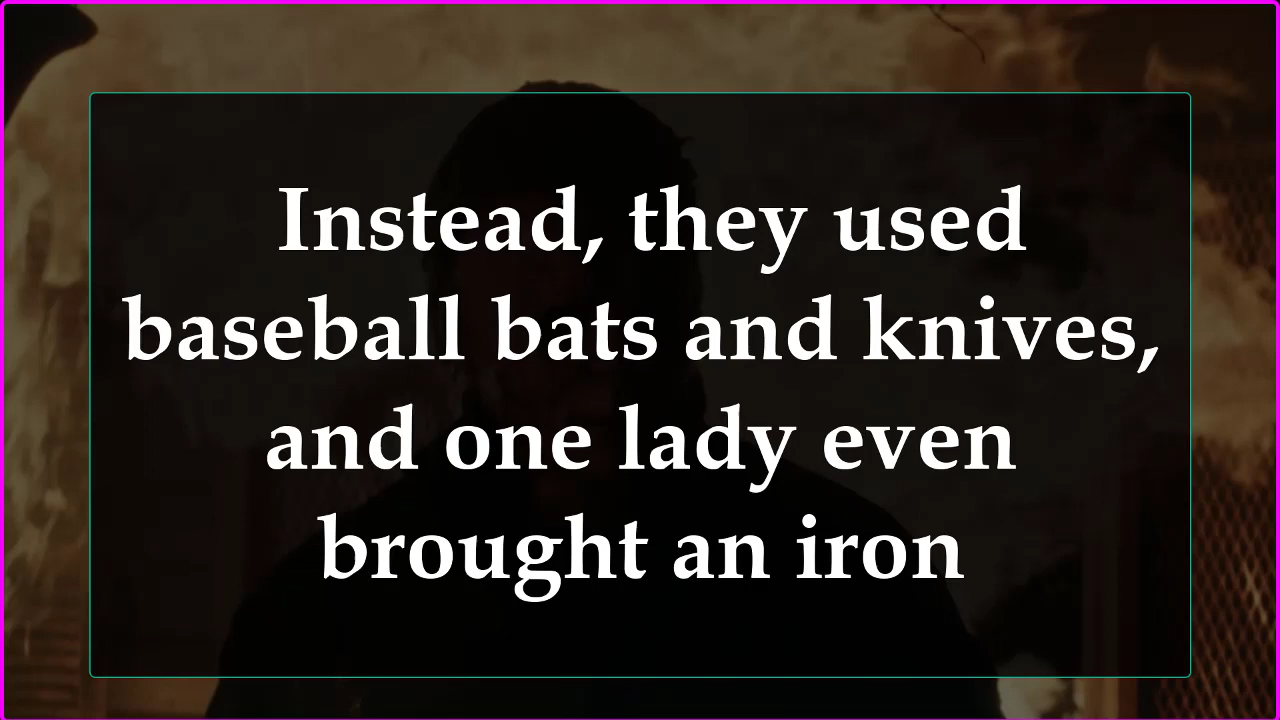 Instead, they used
baseball bats and knives,
and one lady even
brought an iron